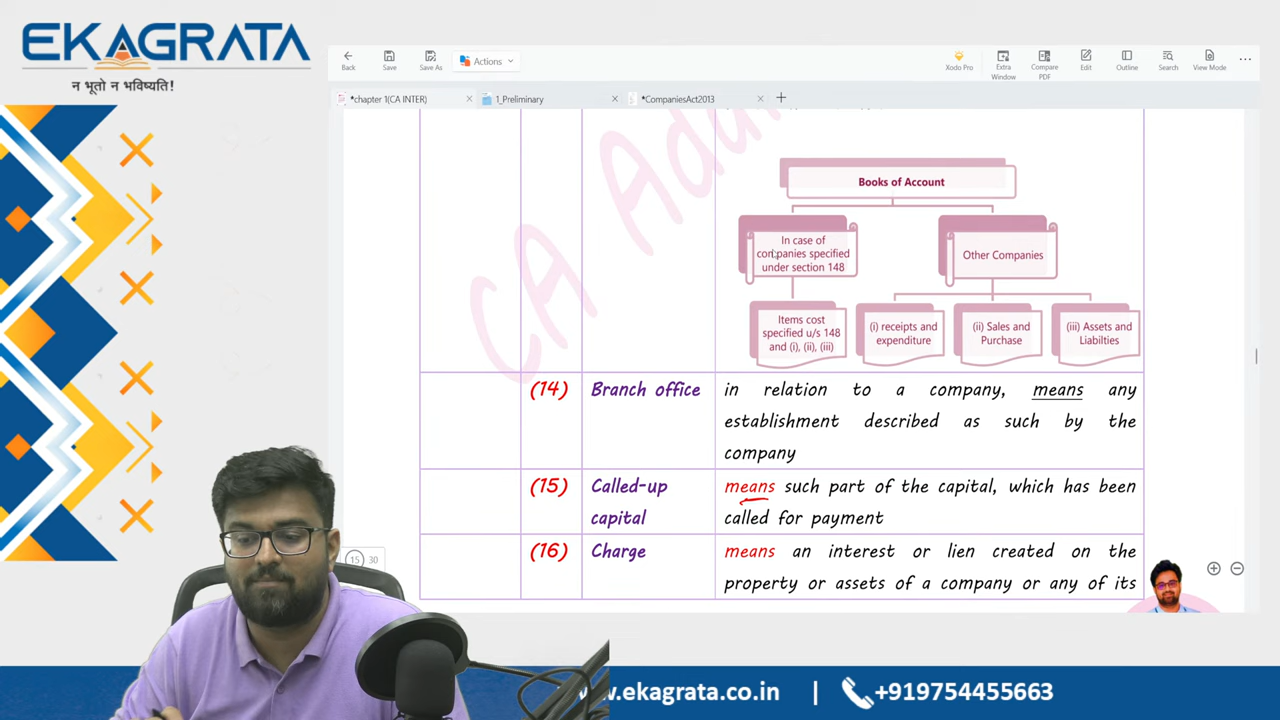 EKAGRATA
न भूतो न भविष्यति!
Back
Save
Save As
Actions
Xodo Pro
Extra Window
Compare PDF
Edit
Outline
Search
View Mode
*chapter 1(CA INTER)
1_Preliminary
*CompaniesAct2013
Books of Account
In case of
companies specified
under section 148
Other Companies
Items cost
specified u/s 148
and (i), (ii), (iii)
(i) receipts and
expenditure
(ii) Sales and
Purchase
(iii) Assets and
Liabilties
(14) Branch office in relation to a company, means any
establishment described as such by the
company
(15) Called-up means such part of the capital, which has been
capital called for payment
(16) Charge means an interest or lien created on the
property or assets of a company or any of its
CA
15 30
.ekagrata.co.in | +919754455663